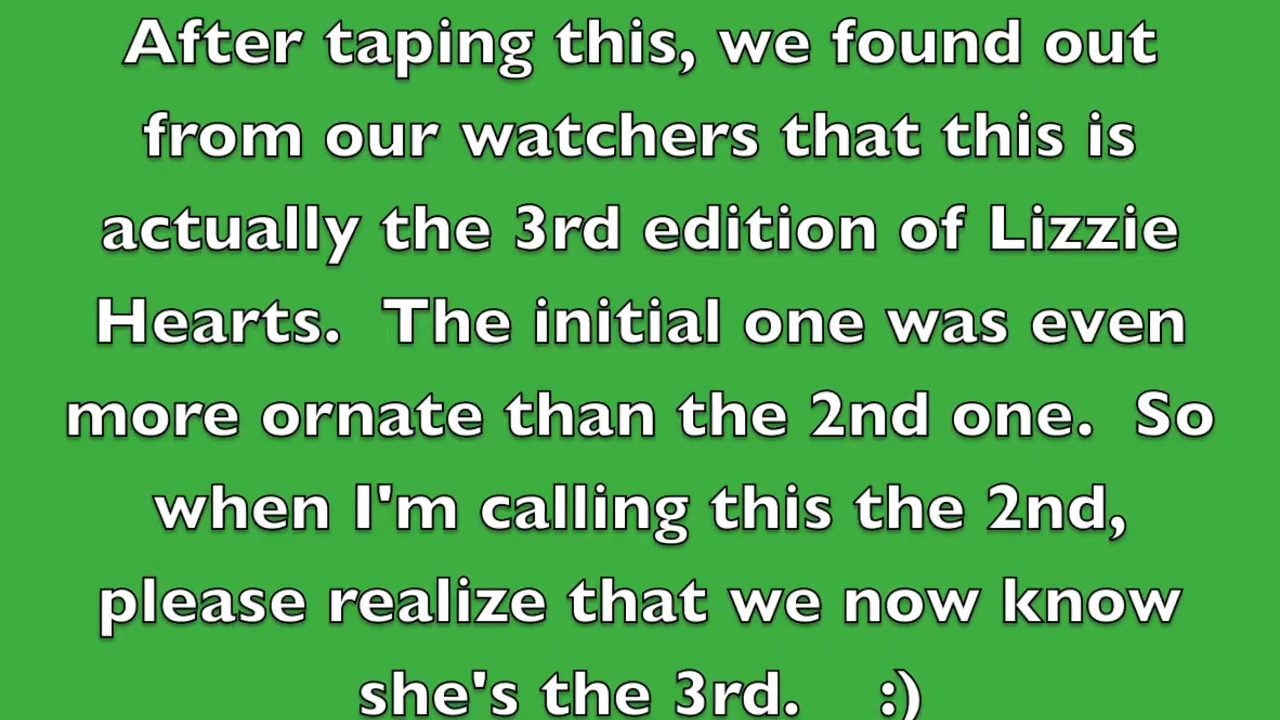 After taping this, we found out
from our watchers that this is
actually the 3rd edition of Lizzie
Hearts.  The initial one was even
more ornate than the 2nd one.  So
when I'm calling this the 2nd,
please realize that we now know
she's the 3rd.    :)